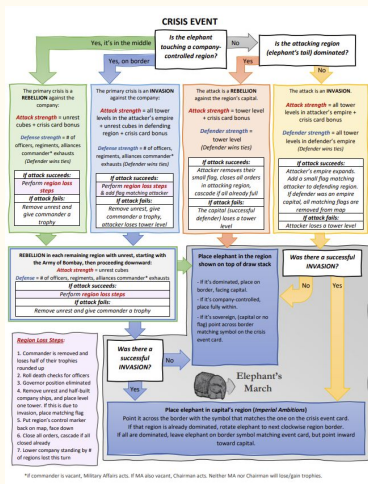 CRISIS EVENT
Is the elephant
touching a company-
controlled region?
Yes, it's in the middle
Yes, on border
No
Is the attacking region
(elephant's tail) dominated?
Yes
No
The primary crisis is a
REBELLION against the
company:
Attack strength = unrest
cubes + crisis card bonus
Defense strength = # of
officers, regiments, alliances
commander* exhausts
(Defender wins ties)
If attack succeeds:
Perform region loss
steps
If attack fails:
Remove unrest and
give commander a
trophy
The primary crisis is an INVASION
against the company:
Attack strength = all tower
levels in the attacker's empire
+ unrest cubes in defending
region + crisis card bonus
Defense strength = # of officers,
regiments, alliances commander*
exhausts (Defender wins ties)
If attack succeeds:
Perform region loss steps
& add flag matching attacker
If attack fails:
Remove unrest, give
commander a trophy,
attacker loses tower level
The attack is a REBELLION
against the region's capital.
Attack strength = tower level
+ crisis card bonus
Defender strength =
tower level
(Defender wins ties)
If attack succeeds:
Attacker removes their
small flag, closes all orders
in attacking region,
cascade if all already full
If attack fails:
The capital (successful
defender) loses a tower
level
The attack is an INVASION.
Attack strength = all tower
levels in attacker's empire +
crisis card bonus
Defender strength = all tower
levels in defender's empire
(Defender wins ties)
If attack succeeds:
Attacker's empire expands.
Add a small flag matching
attacker to defending region.
If defender was an empire
capital, all matching flags are
removed from map
If attack fails:
Attacker loses a tower level
REBELLION in each remaining region with unrest, starting with
the Army of Bombay, then proceeding downward:
Attack strength = unrest cubes
Defense = # of officers, regiments, alliances commander* exhausts
If attack succeeds:
Perform region loss steps
If attack fails:
Remove unrest and give commander a trophy
Place elephant in the region
shown on top of draw stack
- If it's dominated, place on
border, facing capital.
- If it's company-controlled,
place fully within.
- If it's sovereign, (capital or no
flag) point across border
matching symbol on the crisis
event card.
Was there a successful
INVASION?
No
Yes
Region Loss Steps:
1. Commander is removed and
loses half of their trophies
rounded up
2. Roll death checks for officers
3. Governor position eliminated
4. Remove unrest and half-built
company ships, and place level
one tower. If this is due to
invasion, place matching flag
5. Put region's control marker
back on map, face down
6. Close all orders, cascade if all
closed already
7. Lower company standing by #
of regions lost this turn
Was there a
successful
INVASION?
No
Yes
Elephant's
March
Place elephant in capital's region (Imperial Ambitions)
Point it across the border with the symbol that matches the one on the crisis event card.
If that region is already dominated, rotate elephant to next clockwise region border.
If all are dominated, leave elephant on border symbol matching event card, but point inward
toward capital.
*If commander is vacant, Military Affairs acts. If MA also vacant, Chairman acts. Neither MA nor Chairman will lose/gain trophies.